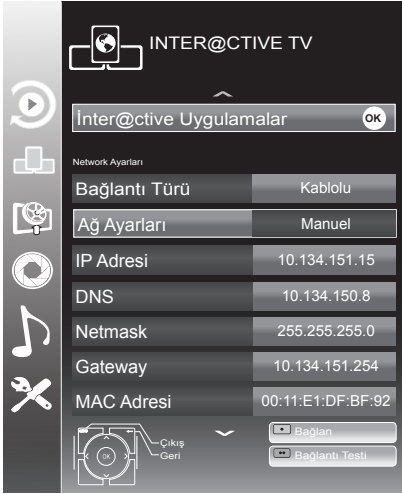 INTER@CTIVE TV
İnter@ctive Uygulamalar OK
Network Ayarları
Bağlantı Türü Kablolu
Ağ Ayarları Manuel
IP Adresi 10.134.151.15
DNS 10.134.150.8
Netmask 255.255.255.0
Gateway 10.134.151.254
MAC Adresi 00:11:E1:DF:BF:92
Çıkış
Geri
OK
Bağlan
Bağlantı Testi